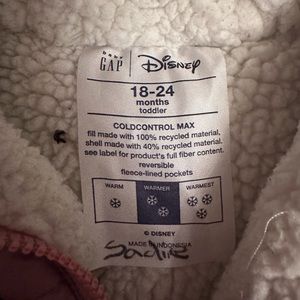 baby
GAP | Disney
18-24
months
toddler
COLDCONTROL MAX
fill made with 100% recycled material,
shell made with 40% recycled material.
see label for product's full fiber content.
reversible
fleece-lined pockets
WARM WARMER WARMEST
© DISNEY
MADE IN INDONESIA